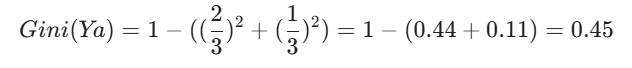 Gini(Ya) = 1 – ((2/3)² + (1/3)²) = 1 – (0.44 + 0.11) = 0.45